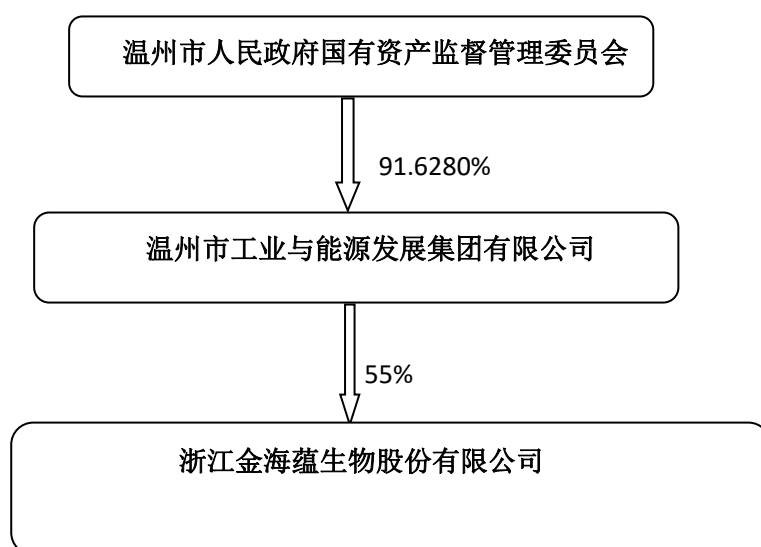 温州市人民政府国有资产监督管理委员会
91.6280%
温州市工业与能源发展集团有限公司
55%
浙江金海蕴生物股份有限公司